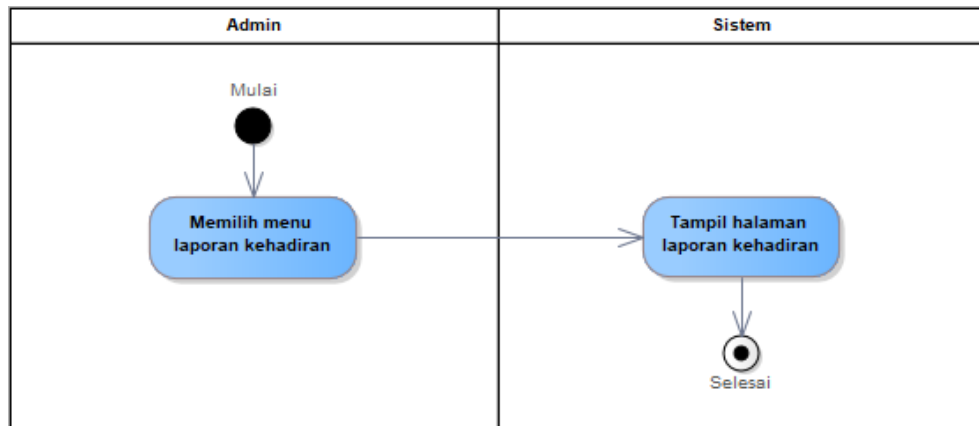 Admin
Sistem
Mulai
Memilih menu
laporan kehadiran
Tampil halaman
laporan kehadiran
Selesai